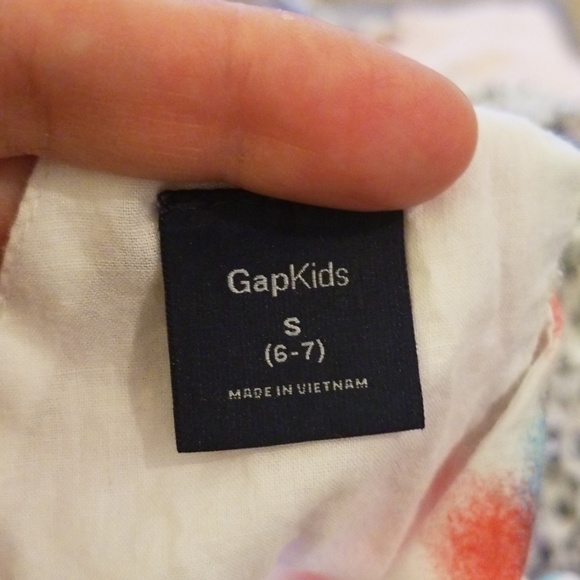 GapKids
S
(6-7)
MADE IN VIETNAM